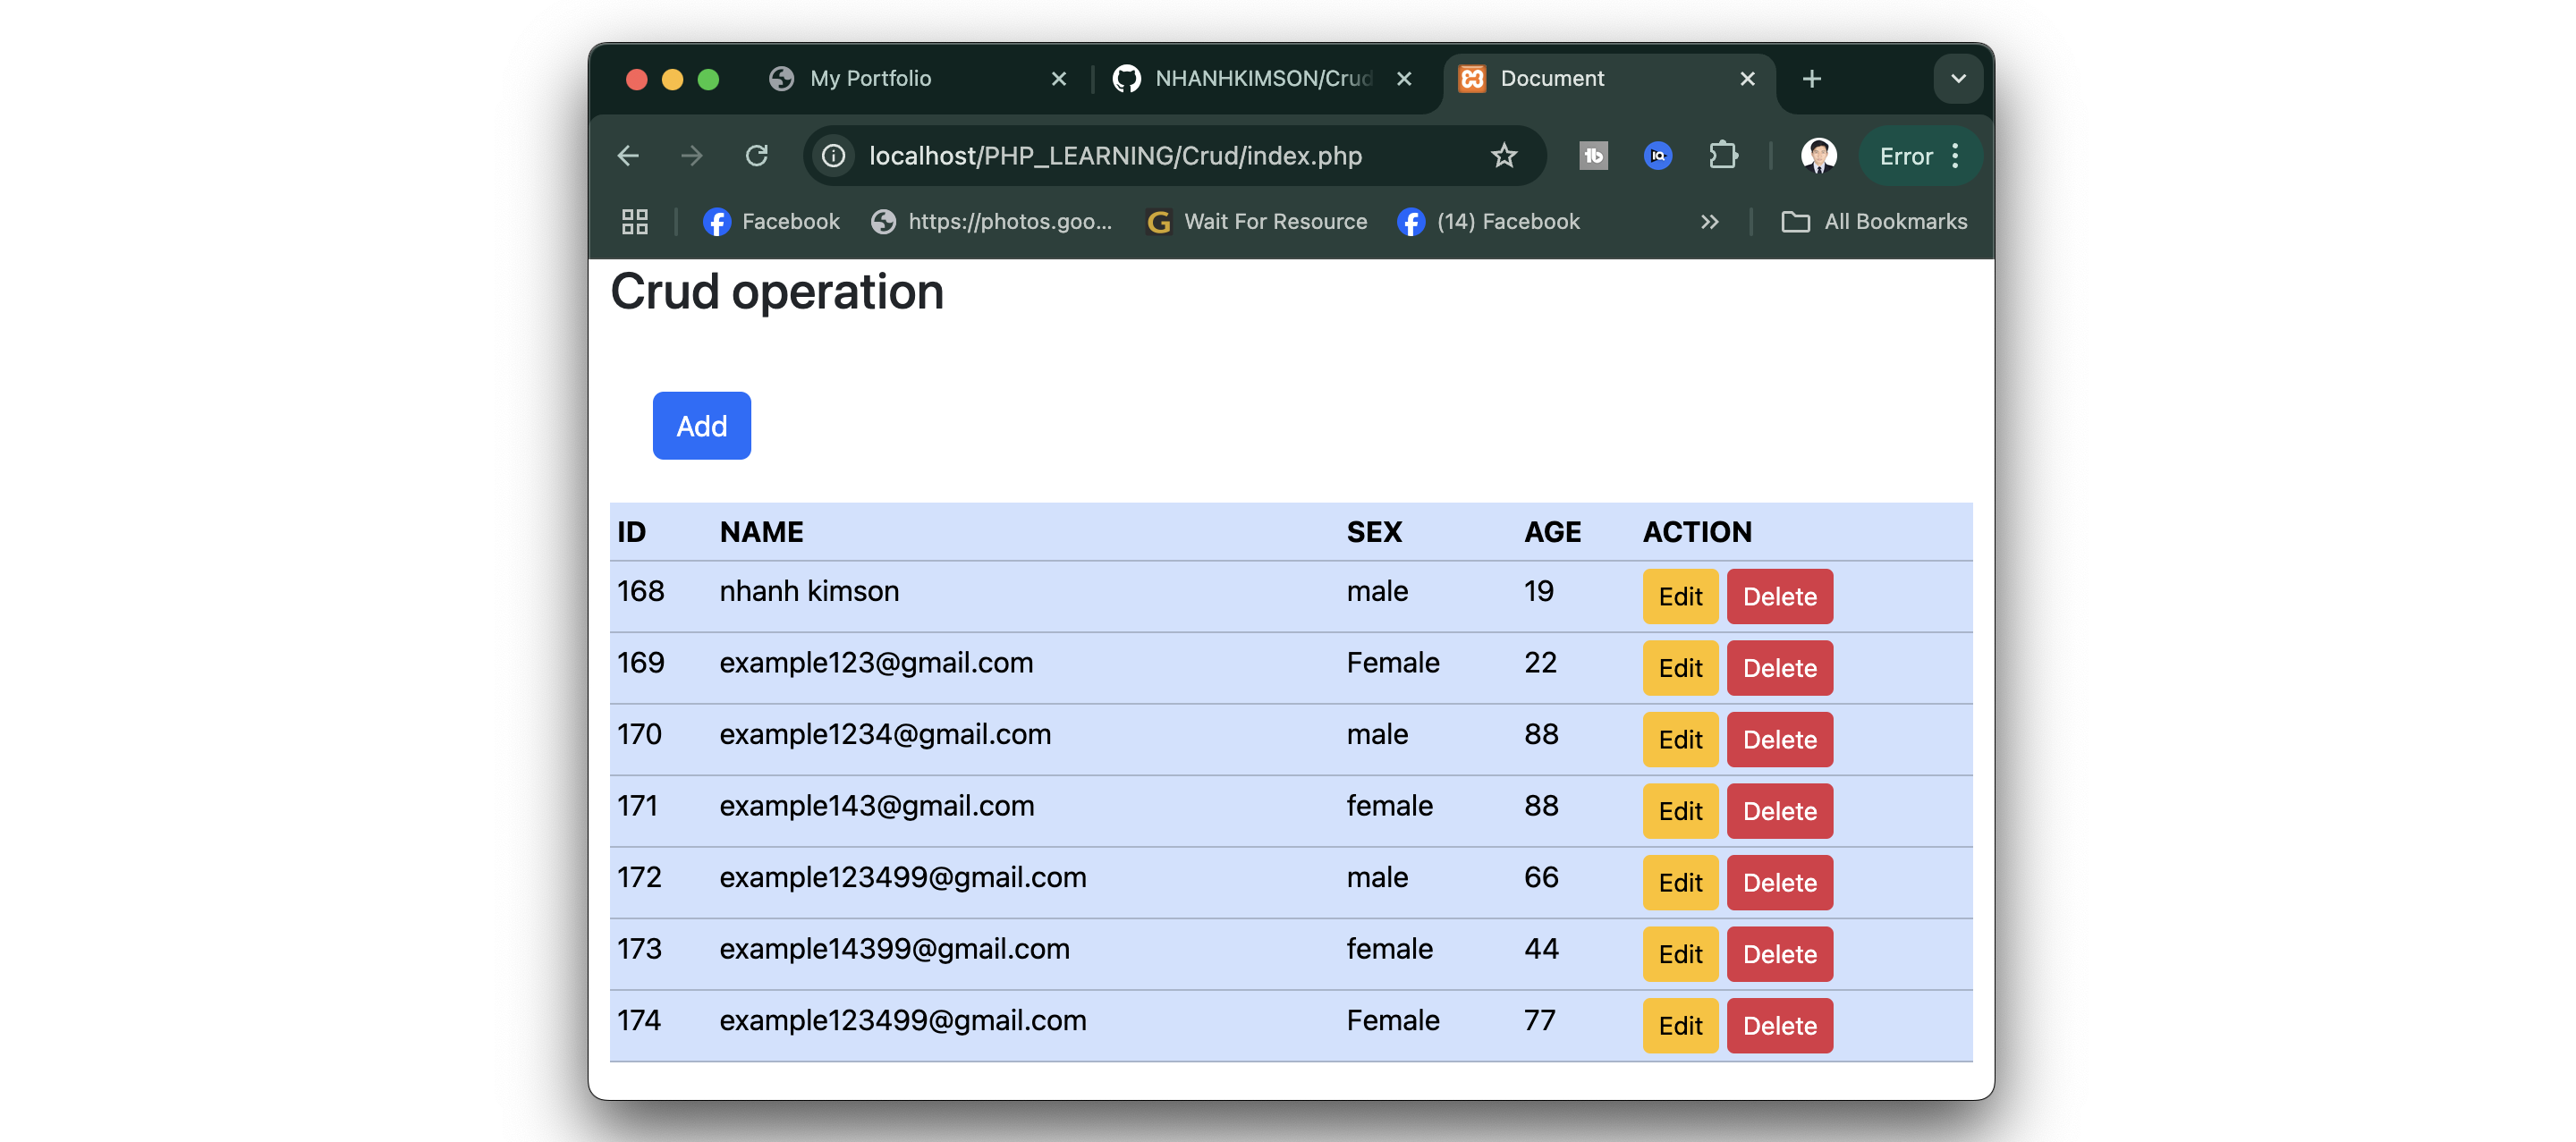 My Portfolio NHANHKIMSON/Crud Document
localhost/PHP_LEARNING/Crud/index.php Error
Facebook https://photos.goo... Wait For Resource (14) Facebook All Bookmarks
Crud operation
Add
ID NAME SEX AGE ACTION
168 nhanh kimson male 19 Edit Delete
169 example123@gmail.com Female 22 Edit Delete
170 example1234@gmail.com male 88 Edit Delete
171 example143@gmail.com female 88 Edit Delete
172 example123499@gmail.com male 66 Edit Delete
173 example14399@gmail.com female 44 Edit Delete
174 example123499@gmail.com Female 77 Edit Delete